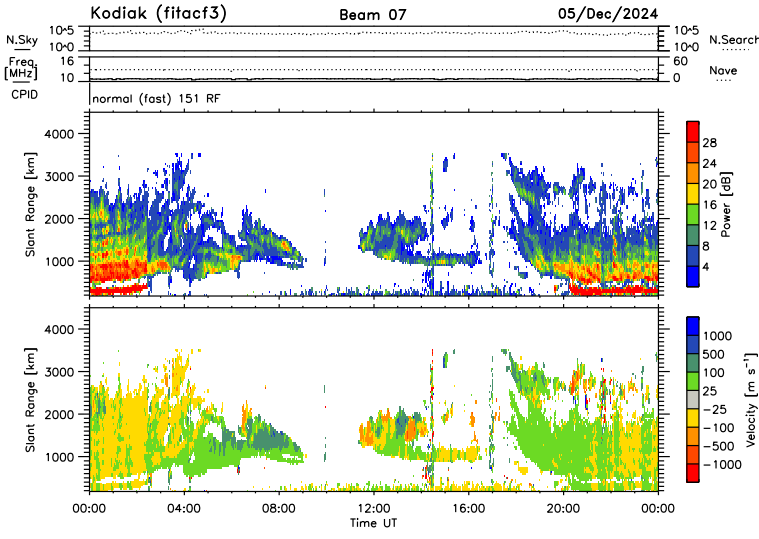 Kodiak (fitacf3) Beam 07 05/Dec/2024
N.Sky 10^5 10^0 10^5 10^0 N.Search
Freq. [MHz] 16 10 60 0 Nave
CPID normal (fast) 151 RF
Slant Range [km]
4000
3000
2000
1000
28
24
20
16
12
8
4
Power [dB]
Slant Range [km]
4000
3000
2000
1000
1000
500
100
25
−25
−100
−500
−1000
Velocity [m s⁻¹]
00:00 04:00 08:00 12:00 16:00 20:00 00:00
Time UT